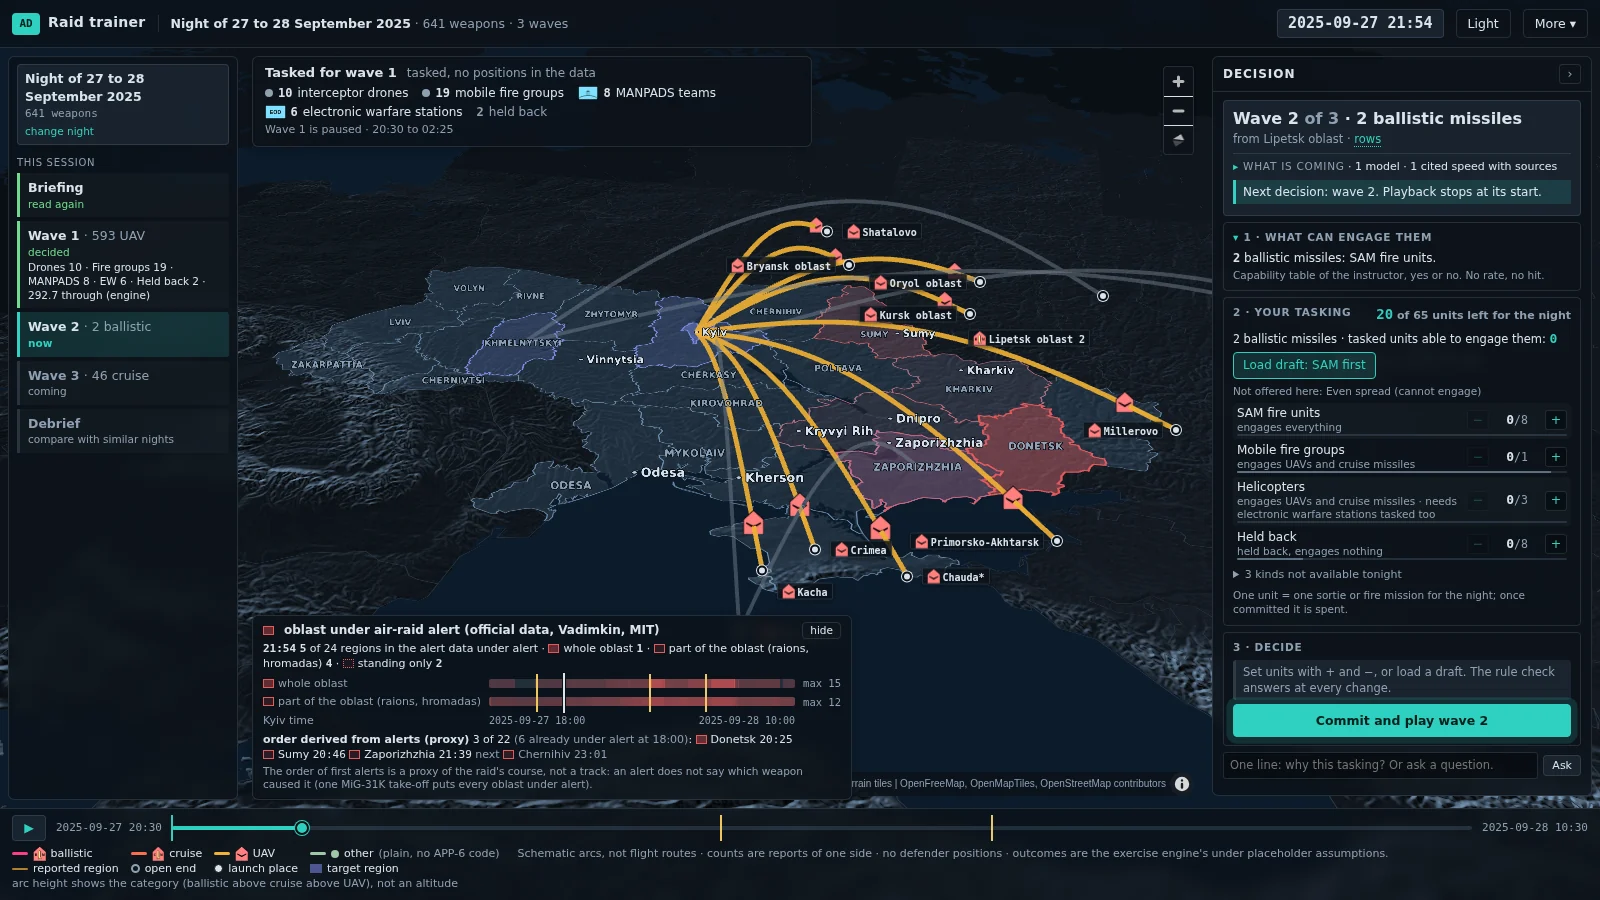 AD Raid trainer Night of 27 to 28 September 2025 · 641 weapons · 3 waves 2025-09-27 21:54 Light More ▾
Night of 27 to 28
September 2025
641 weapons
change night
THIS SESSION
Briefing
read again
Wave 1 · 593 UAV
decided
Drones 10 · Fire groups 19 ·
MANPADS 8 · EW 6 · Held back 2 ·
292.7 through (engine)
Wave 2 · 2 ballistic
now
Wave 3 · 46 cruise
coming
Debrief
compare with similar nights
Tasked for wave 1 tasked, no positions in the data
10 interceptor drones 19 mobile fire groups 8 MANPADS teams
6 electronic warfare stations 2 held back
Wave 1 is paused · 20:30 to 02:25
Shatalovo
Bryansk oblast
Oryol oblast
Kursk oblast
Lipetsk oblast 2
Millerovo
Primorsko-Akhtarsk
Crimea
Chauda*
Kacha
VOLYN
RIVNE
ZHYTOMYR
CHERNIHIV
LVIV
KHMELNYTSKY
Kyiv
SUMY
Sumy
Vinnytsia
ZAKARPATTIA
CHERNIVTSI
CHERKASY
POLTAVA
Kharkiv
KHARKIV
KIROVOHRAD
Dnipro
Kryvyi Rih
Zaporizhzhia
DONETSK
MYKOLAIV
ZAPORIZHZHIA
Odesa
Kherson
ODESA
oblast under air-raid alert (official data, Vadimkin, MIT) hide
21:54 5 of 24 regions in the alert data under alert · whole oblast 1 · part of the oblast (raions,
hromadas) 4 · standing only 2
whole oblast max 15
part of the oblast (raions, hromadas) max 12
Kyiv time 2025-09-27 18:00 2025-09-28 10:00
order derived from alerts (proxy) 3 of 22 (6 already under alert at 18:00): Donetsk 20:25
Sumy 20:46 Zaporizhzhia 21:39 next Chernihiv 23:01
The order of first alerts is a proxy of the raid's course, not a track: an alert does not say which weapon
caused it (one MiG-31K take-off puts every oblast under alert).
rrain tiles | OpenFreeMap, OpenMapTiles, OpenStreetMap contributors
DECISION
Wave 2 of 3 · 2 ballistic missiles
from Lipetsk oblast · rows
▸ WHAT IS COMING · 1 model · 1 cited speed with sources
Next decision: wave 2. Playback stops at its start.
▾ 1 · WHAT CAN ENGAGE THEM
2 ballistic missiles: SAM fire units.
Capability table of the instructor, yes or no. No rate, no hit.
2 · YOUR TASKING 20 of 65 units left for the night
2 ballistic missiles · tasked units able to engage them: 0
Load draft: SAM first
Not offered here: Even spread (cannot engage)
SAM fire units − 0/8 +
engages everything
Mobile fire groups − 0/1 +
engages UAVs and cruise missiles
Helicopters − 0/3 +
engages UAVs and cruise missiles · needs
electronic warfare stations tasked too
Held back − 0/8 +
held back, engages nothing
▶ 3 kinds not available tonight
One unit = one sortie or fire mission for the night; once
committed it is spent.
3 · DECIDE
Set units with + and −, or load a draft. The rule check
answers at every change.
Commit and play wave 2
One line: why this tasking? Or ask a question. Ask
2025-09-27 20:30 2025-09-28 10:30
ballistic cruise UAV other (plain, no APP-6 code) Schematic arcs, not flight routes · counts are reports of one side · no defender positions · outcomes are the exercise engine's under placeholder assumptions.
reported region open end launch place target region
arc height shows the category (ballistic above cruise above UAV), not an altitude